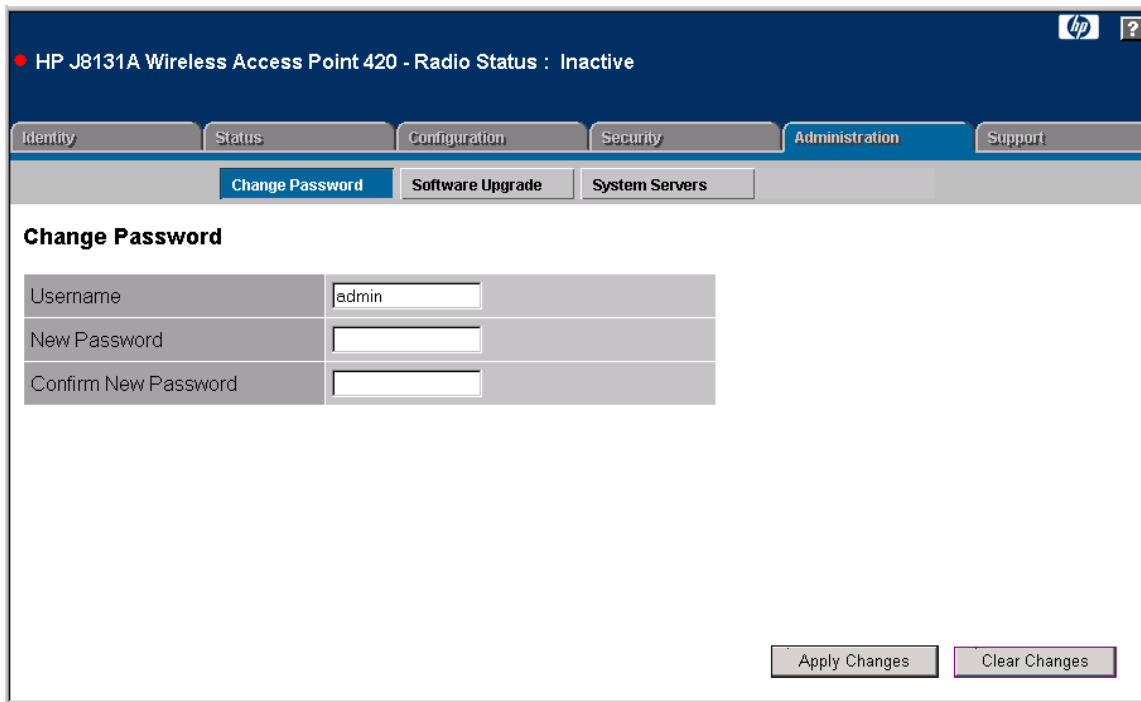 hp ?
HP J8131A Wireless Access Point 420 - Radio Status : Inactive
Identity Status Configuration Security Administration Support
Change Password Software Upgrade System Servers
Change Password
Username admin
New Password
Confirm New Password
Apply Changes Clear Changes